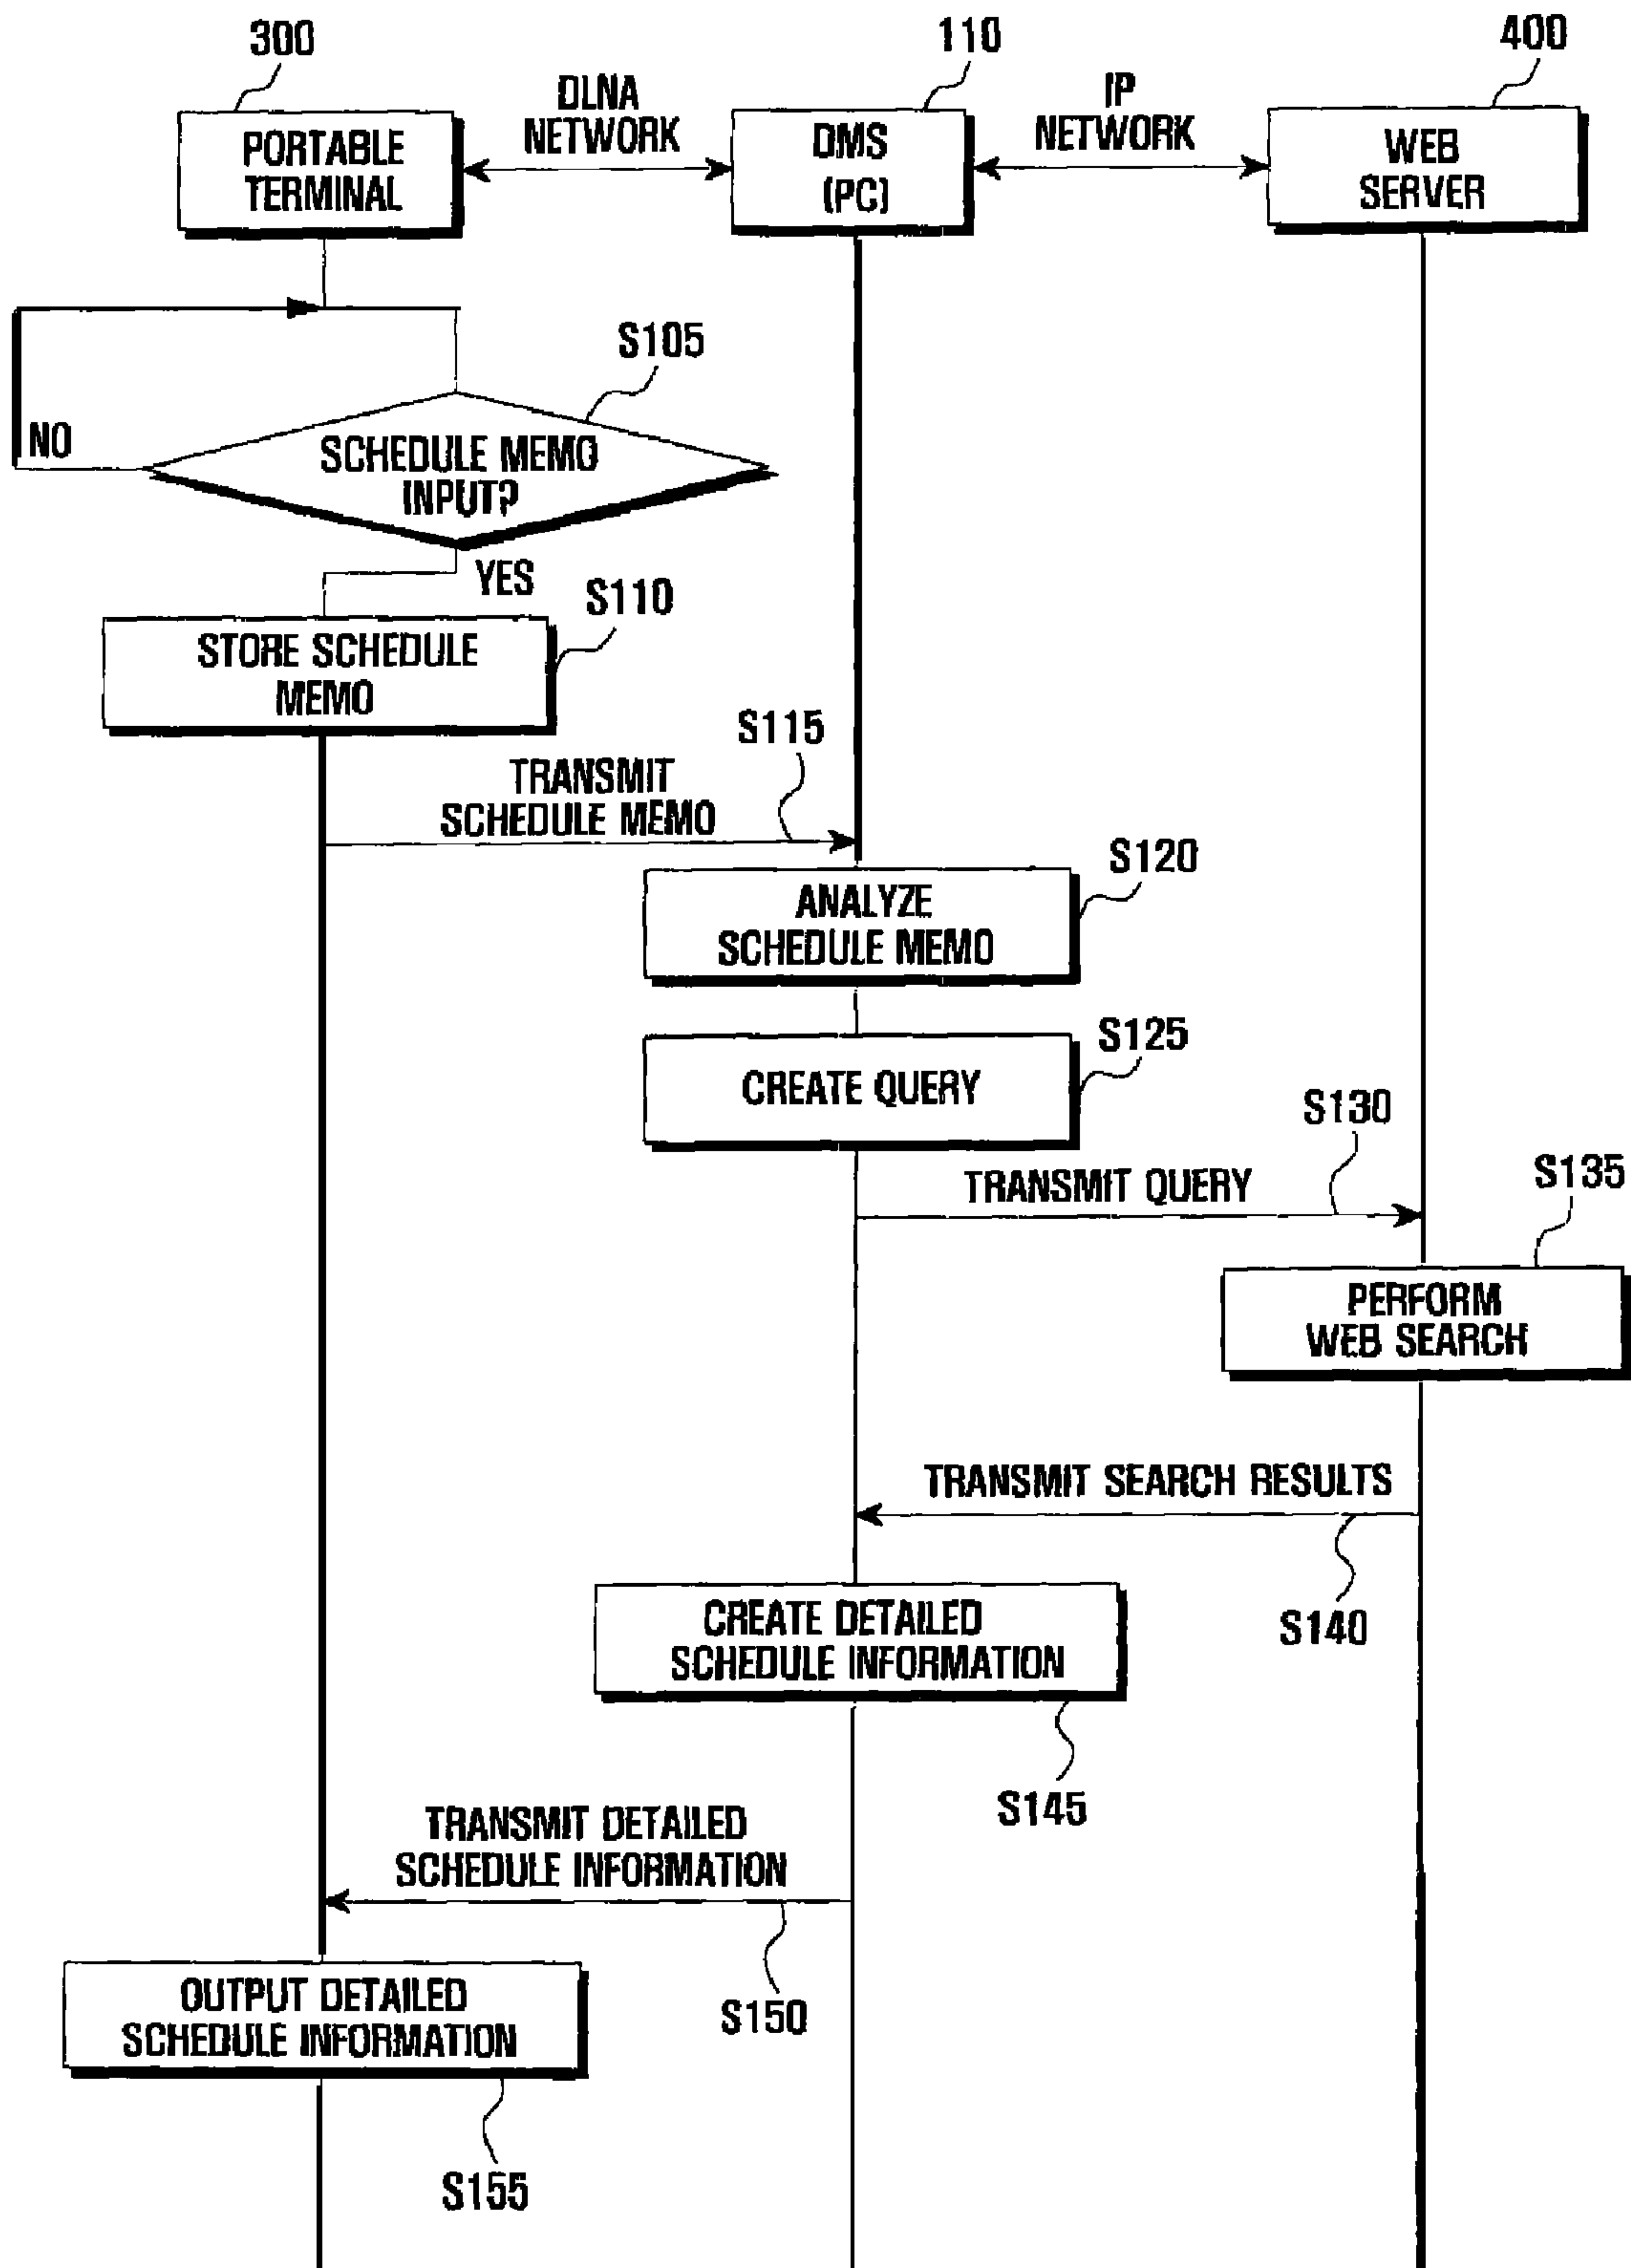 300
110
400
DLNA
NETWORK
IP
NETWORK
PORTABLE
TERMINAL
DMS
(PC)
WEB
SERVER
S105
NO
SCHEDULE MEMO
INPUT?
YES
S110
STORE SCHEDULE
MEMO
S115
TRANSMIT
SCHEDULE MEMO
S120
ANALYZE
SCHEDULE MEMO
S125
CREATE QUERY
S130
TRANSMIT QUERY
S135
PERFORM
WEB SEARCH
TRANSMIT SEARCH RESULTS
S140
CREATE DETAILED
SCHEDULE INFORMATION
S145
TRANSMIT DETAILED
SCHEDULE INFORMATION
S150
OUTPUT DETAILED
SCHEDULE INFORMATION
S155